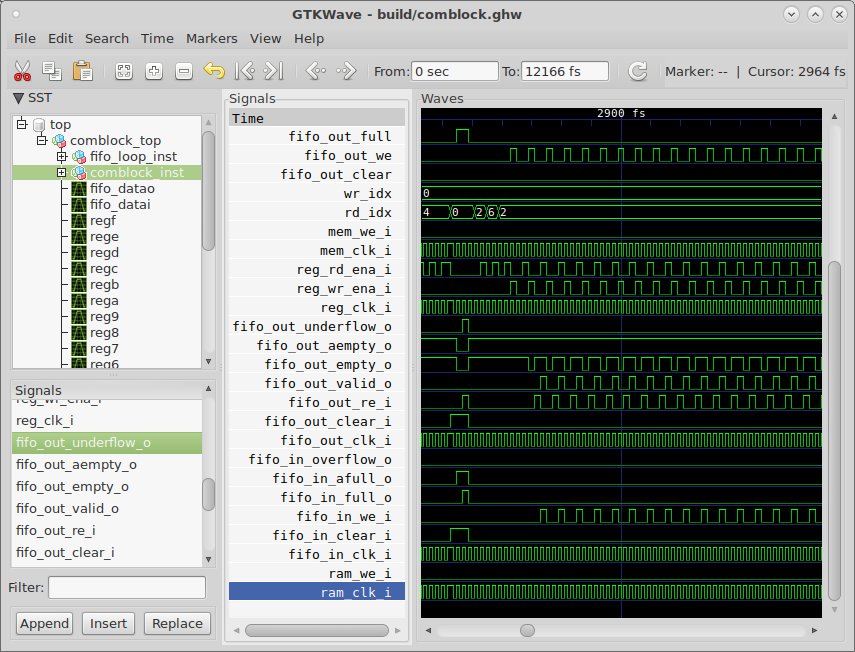 GTKWave - build/comblock.ghw
File Edit Search Time Markers View Help
From: 0 sec To: 12166 fs Marker: -- | Cursor: 2964 fs
SST
top
comblock_top
fifo_loop_inst
comblock_inst
fifo_datao
fifo_datai
regf
rege
regd
regc
regb
rega
reg9
reg8
reg7
reg6
Signals
reg_wr_ena_i
reg_clk_i
fifo_out_underflow_o
fifo_out_aempty_o
fifo_out_empty_o
fifo_out_valid_o
fifo_out_re_i
fifo_out_clear_i
Filter:
Append Insert Replace
Signals
Time
fifo_out_full
fifo_out_we
fifo_out_clear
wr_idx
rd_idx
mem_we_i
mem_clk_i
reg_rd_ena_i
reg_wr_ena_i
reg_clk_i
fifo_out_underflow_o
fifo_out_aempty_o
fifo_out_empty_o
fifo_out_valid_o
fifo_out_re_i
fifo_out_clear_i
fifo_out_clk_i
fifo_in_overflow_o
fifo_in_afull_o
fifo_in_full_o
fifo_in_we_i
fifo_in_clear_i
fifo_in_clk_i
ram_we_i
ram_clk_i
Waves
2900 fs
0
4 0 2 6 2